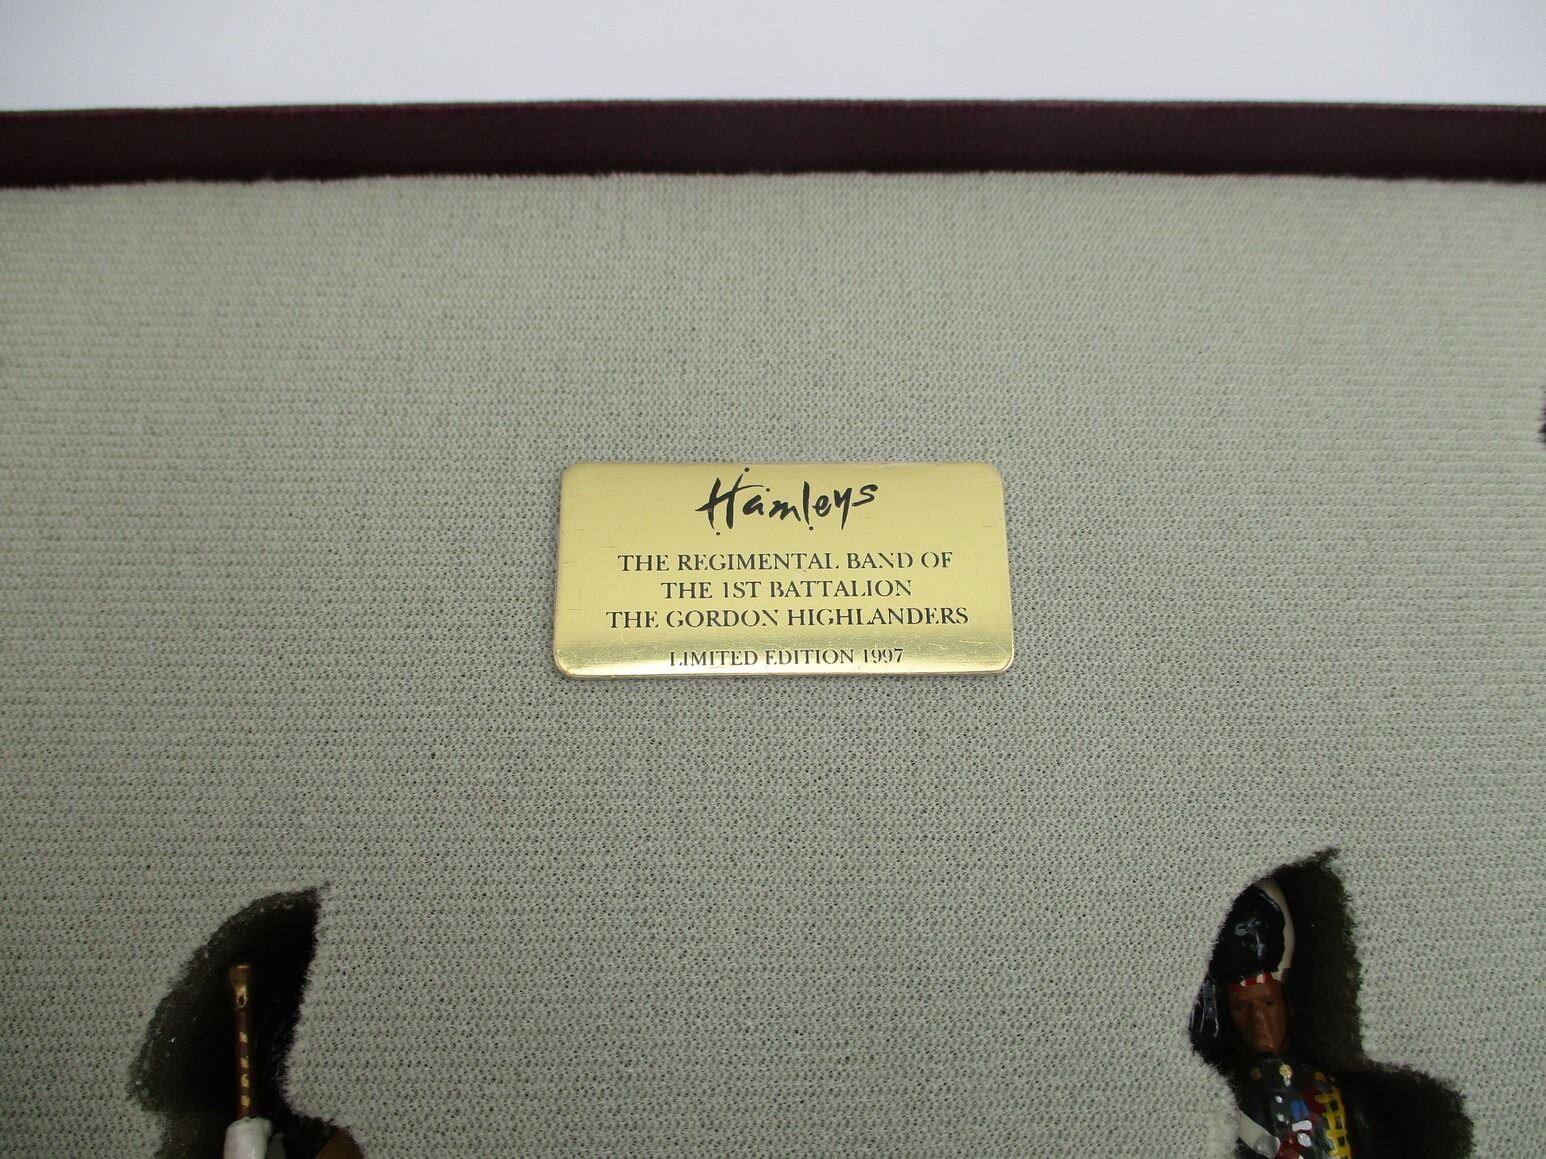 Hamleys
THE REGIMENTAL BAND OF
THE 1ST BATTALION
THE GORDON HIGHLANDERS
LIMITED EDITION 1997